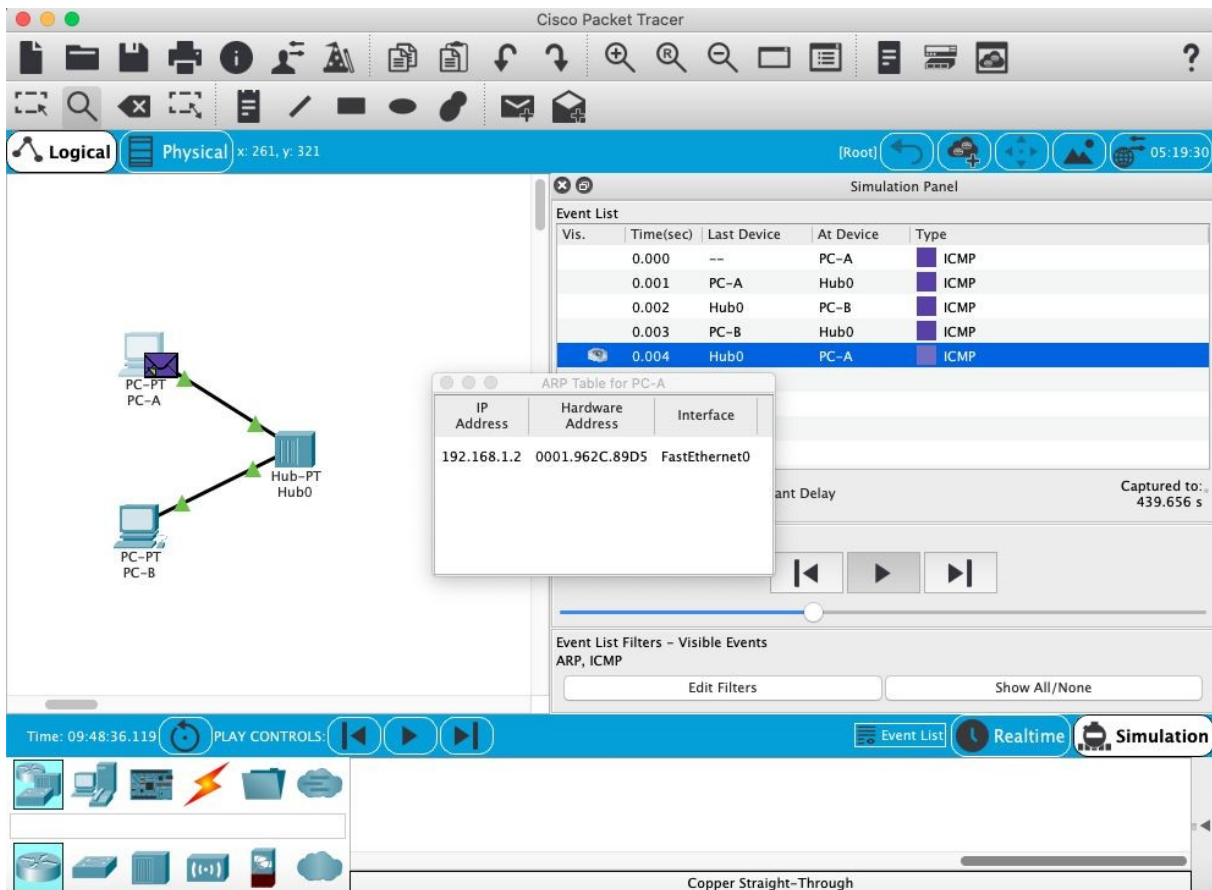 Cisco Packet Tracer
Logical Physical x: 261, y: 321 [Root] 05:19:30
Simulation Panel
Event List
Vis. Time(sec) Last Device At Device Type
0.000 -- PC-A ICMP
0.001 PC-A Hub0 ICMP
0.002 Hub0 PC-B ICMP
0.003 PC-B Hub0 ICMP
0.004 Hub0 PC-A ICMP
PC-PT
PC-A
Hub-PT
Hub0
PC-PT
PC-B
ARP Table for PC-A
IP Address Hardware Address Interface
192.168.1.2 0001.962C.89D5 FastEthernet0
Delay
Captured to:
439.656 s
Event List Filters – Visible Events
ARP, ICMP
Edit Filters Show All/None
Time: 09:48:36.119 PLAY CONTROLS: Event List Realtime Simulation
Copper Straight-Through